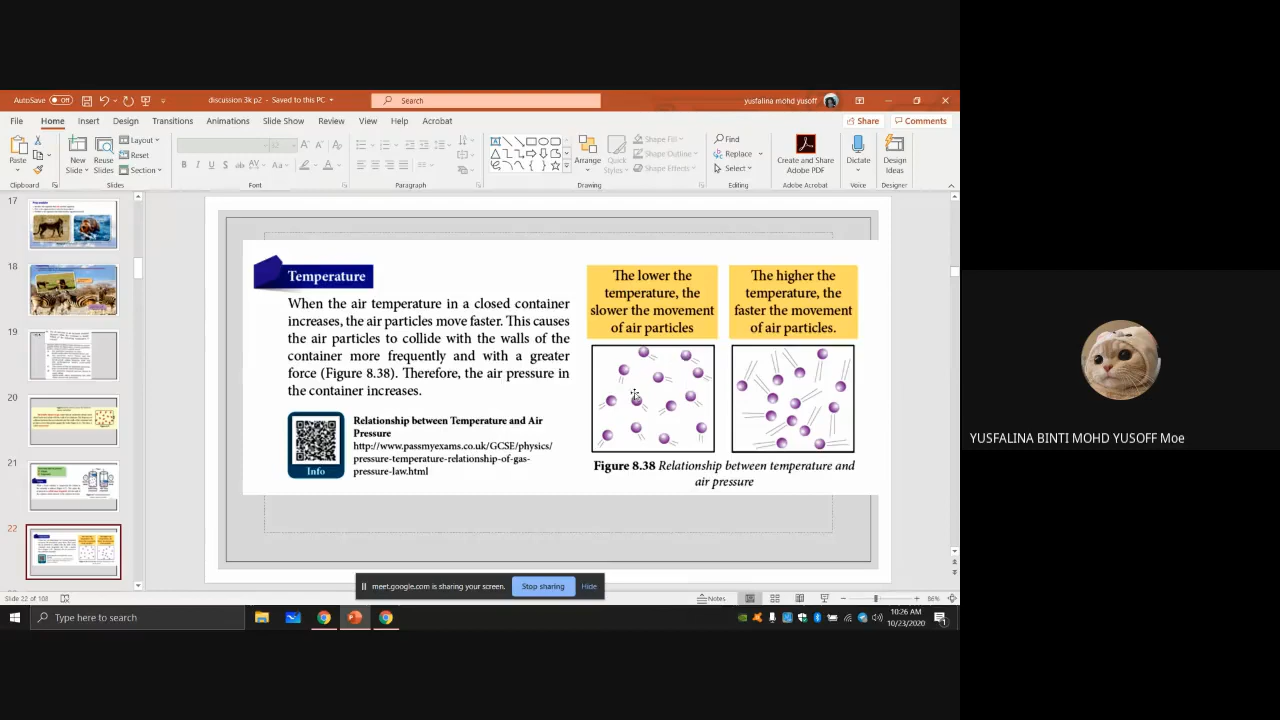 AutoSave Off
discussion 3k p2 - Saved to this PC
Search
yusfalina mohd yusoff
File Home Insert Design Transitions Animations Slide Show Review View Help Acrobat
Share Comments
Paste
Clipboard
New Slide
Reuse Slides
Layout
Reset
Section
Slides
Font
Paragraph
Arrange
Quick Styles
Shape Fill
Shape Outline
Shape Effects
Drawing
Find
Replace
Select
Editing
Create and Share Adobe PDF
Adobe Acrobat
Dictate
Voice
Design Ideas
Designer
17
18
19
20
21
22
Temperature
When the air temperature in a closed container
increases, the air particles move faster. This causes
the air particles to collide with the walls of the
container more frequently and with a greater
force (Figure 8.38). Therefore, the air pressure in
the container increases.
Info
Relationship between Temperature and Air
Pressure
http://www.passmyexams.co.uk/GCSE/physics/
pressure-temperature-relationship-of-gas-
pressure-law.html
The lower the
temperature, the
slower the movement
of air particles
The higher the
temperature, the
faster the movement
of air particles.
Figure 8.38 Relationship between temperature and
air pressure
meet.google.com is sharing your screen.
Stop sharing
Hide
Slide 22 of 108
Notes
86%
Type here to search
10:26 AM
10/23/2020
YUSFALINA BINTI MOHD YUSOFF Moe